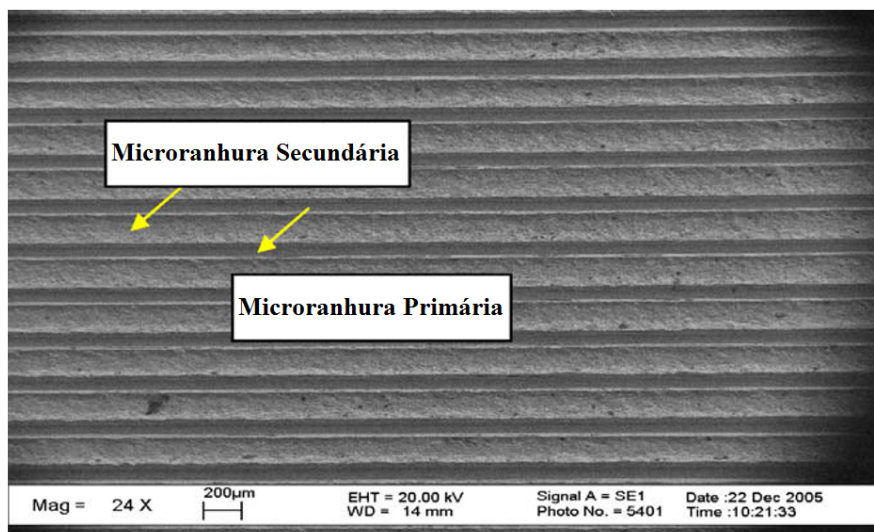 Microranhura Secundária
Microranhura Primária
Mag = 24 X
200µm
EHT = 20.00 kV
WD = 14 mm
Signal A = SE1
Photo No. = 5401
Date :22 Dec 2005
Time :10:21:33